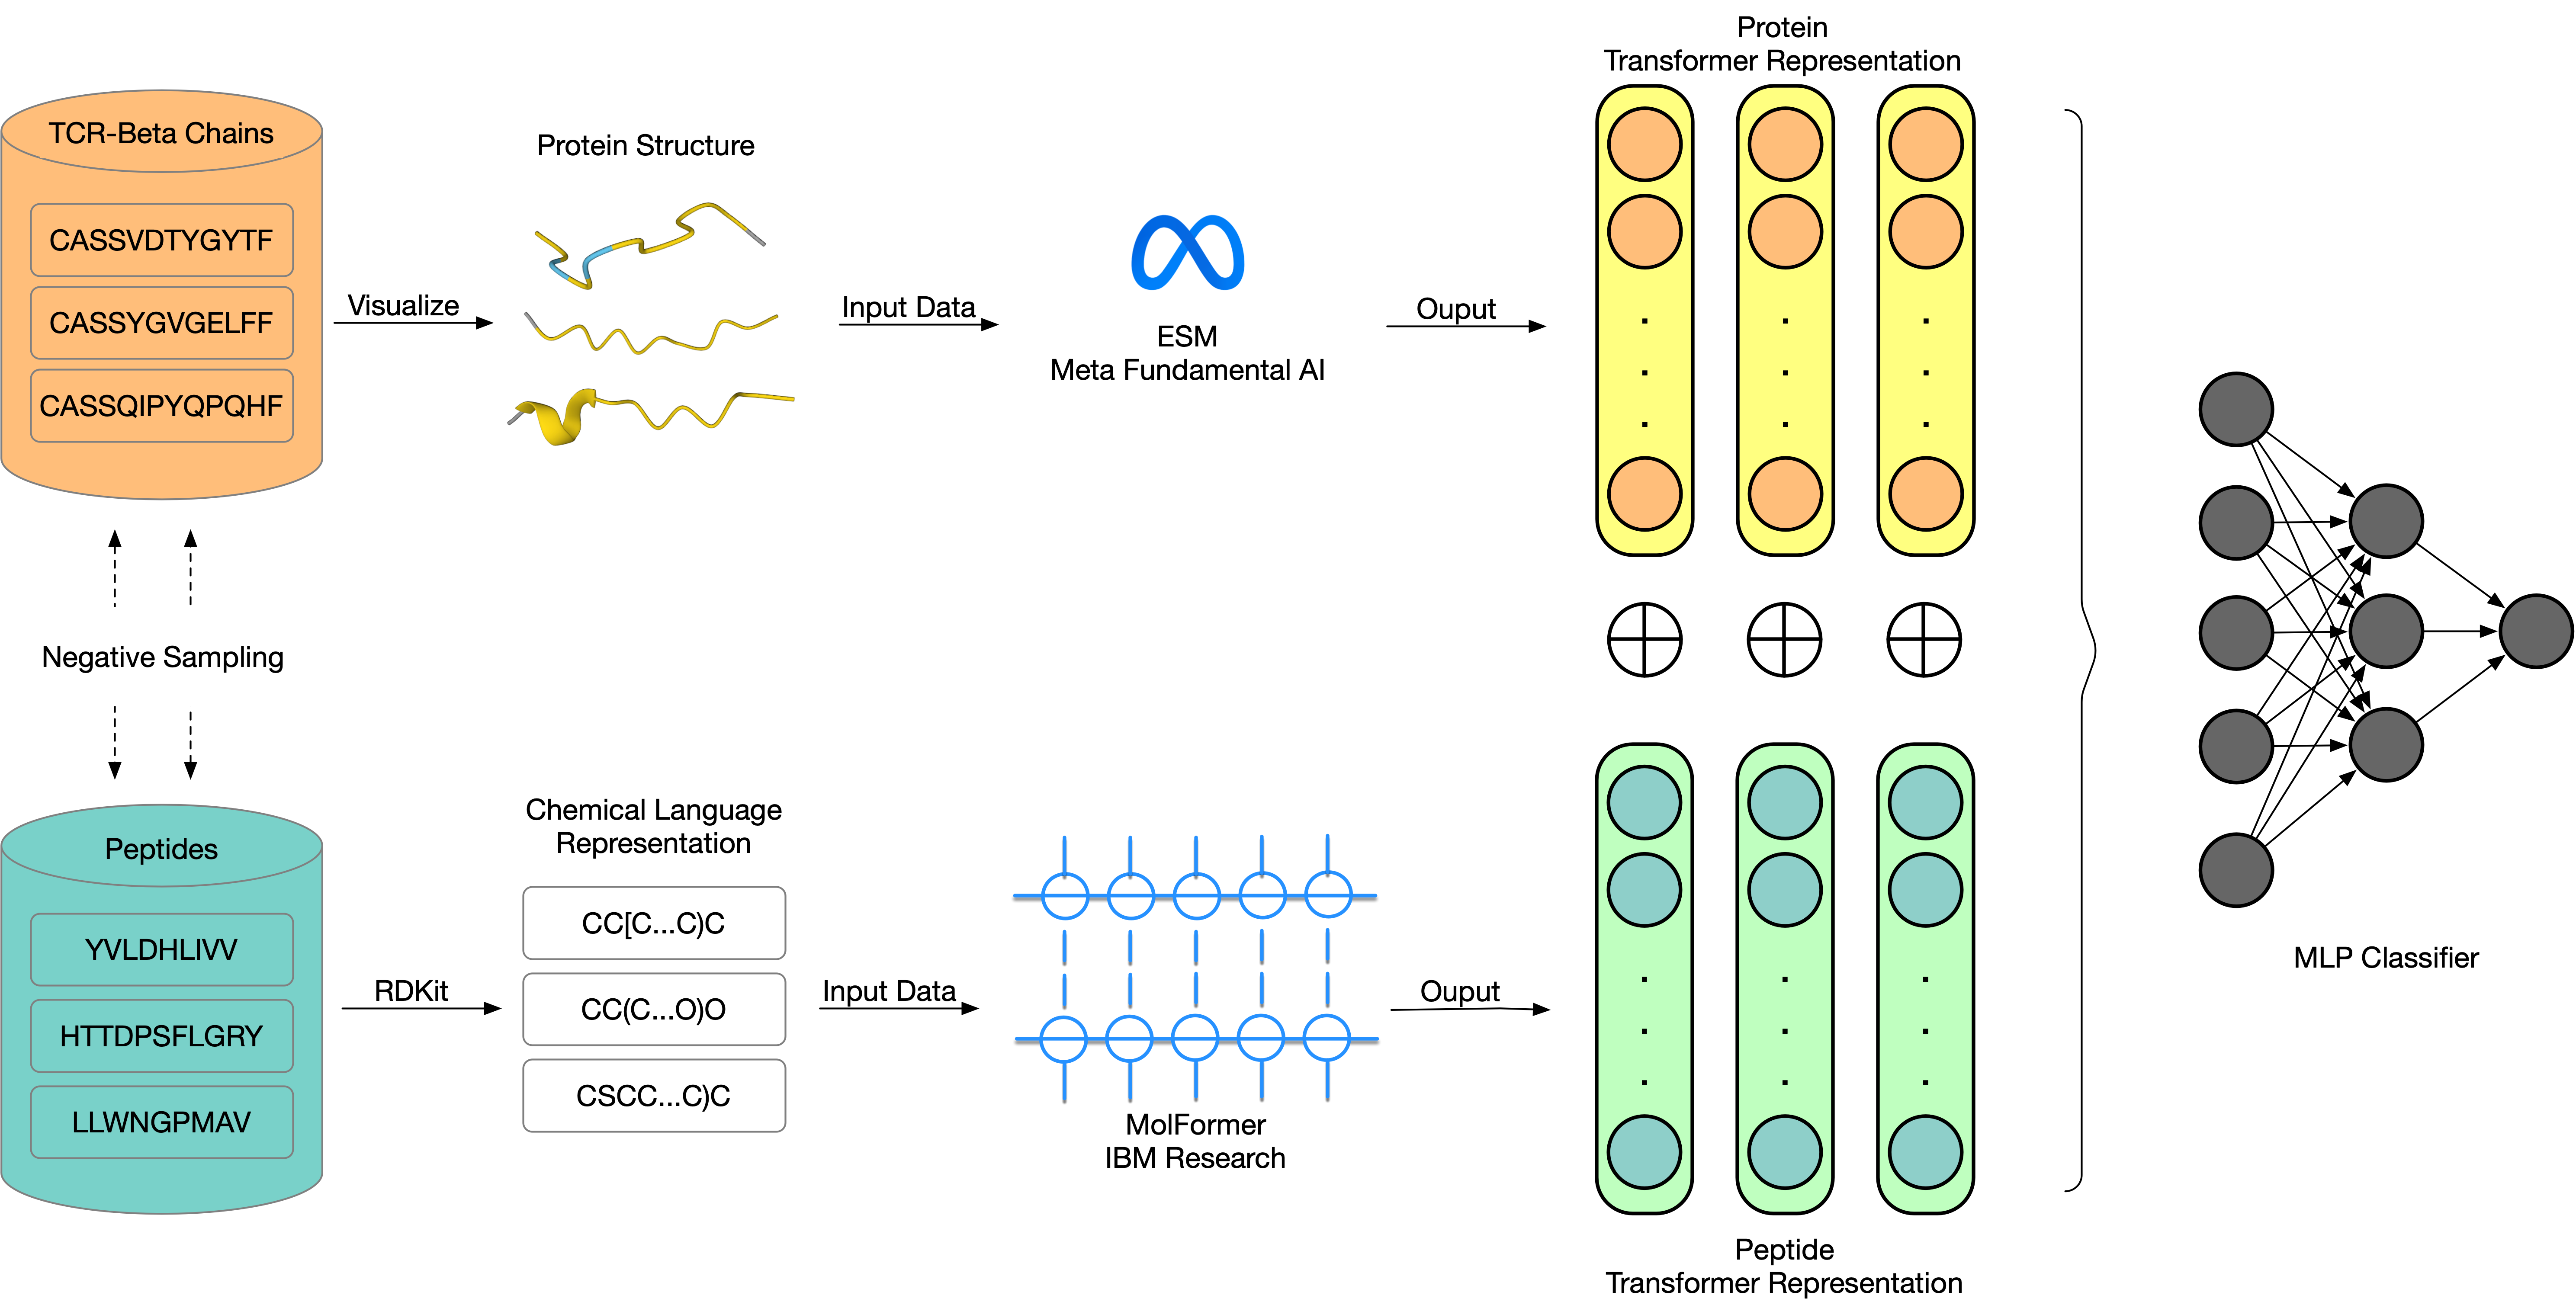 Protein
Transformer Representation
TCR-Beta Chains
CASSVDTYGYTF
CASSYGVGELFF
CASSQIPYQPQHF
Visualize
Protein Structure
Input Data
ESM
Meta Fundamental AI
Ouput
Negative Sampling
Peptides
YVLDHLIVV
HTTDPSFLGRY
LLWNGPMAV
RDKit
Chemical Language
Representation
CC[C...C)C
CC(C...O)O
CSCC...C)C
Input Data
MolFormer
IBM Research
Ouput
Peptide
Transformer Representation
MLP Classifier